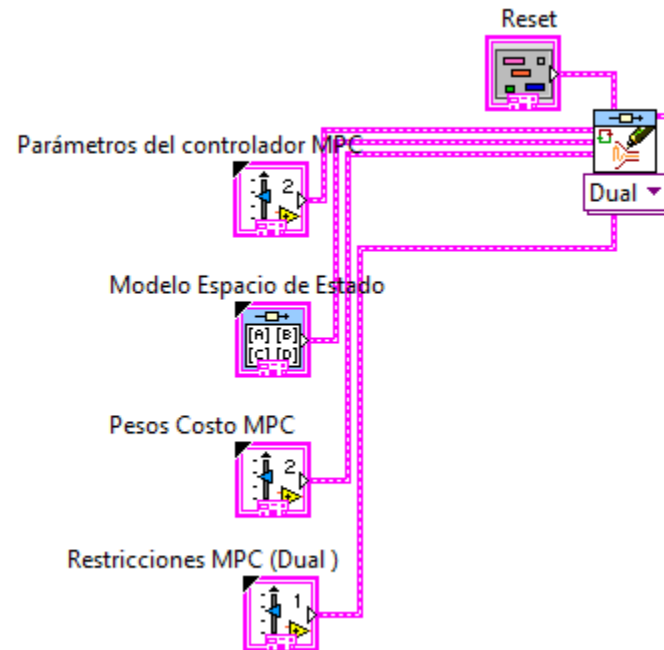 Reset
Parámetros del controlador MPC
2
Dual
Modelo Espacio de Estado
[A] [B]
[C] [D]
Pesos Costo MPC
2
Restricciones MPC (Dual )
1